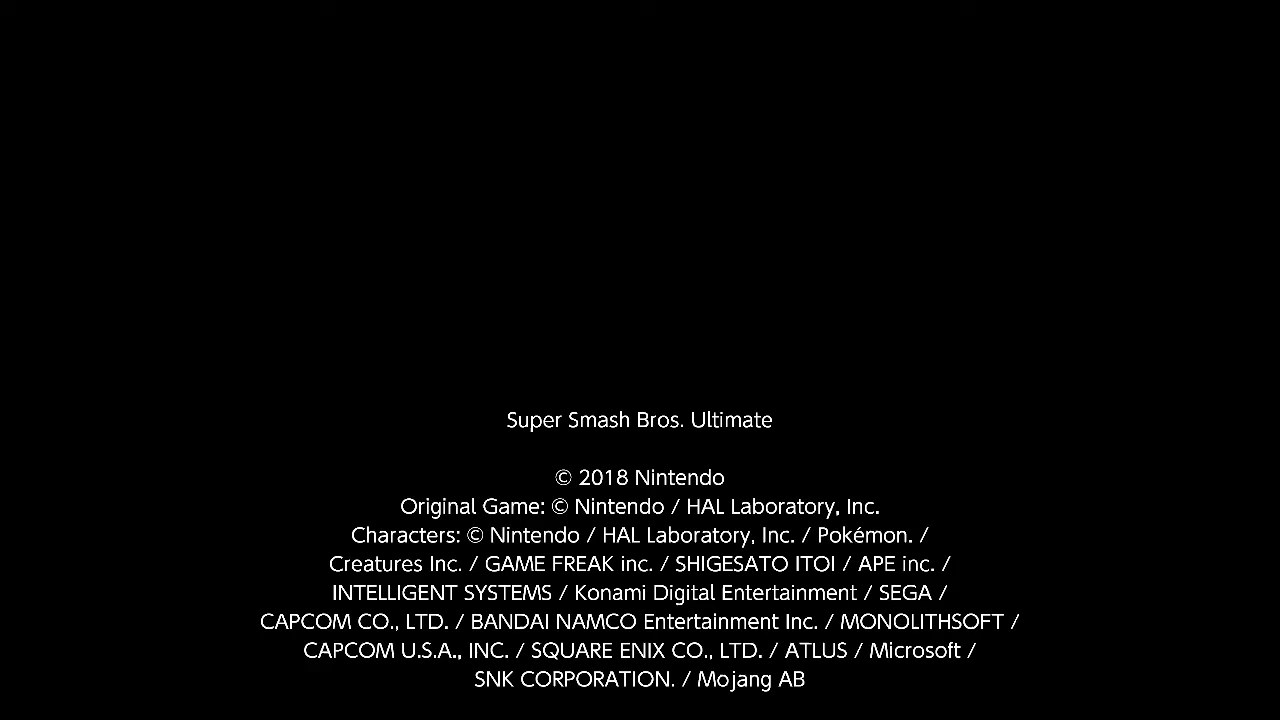 Super Smash Bros. Ultimate
© 2018 Nintendo
Original Game: © Nintendo / HAL Laboratory, Inc.
Characters: © Nintendo / HAL Laboratory, Inc. / Pokémon. /
Creatures Inc. / GAME FREAK inc. / SHIGESATO ITOI / APE inc. /
INTELLIGENT SYSTEMS / Konami Digital Entertainment / SEGA /
CAPCOM CO., LTD. / BANDAI NAMCO Entertainment Inc. / MONOLITHSOFT /
CAPCOM U.S.A., INC. / SQUARE ENIX CO., LTD. / ATLUS / Microsoft /
SNK CORPORATION. / Mojang AB